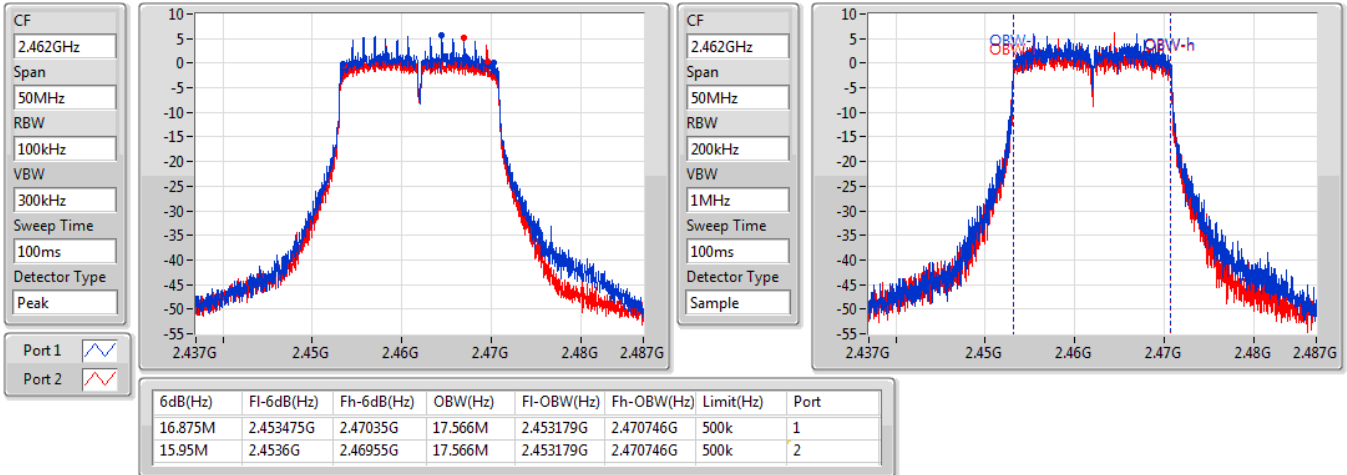 CF
2.462GHz
Span
50MHz
RBW
100kHz
VBW
300kHz
Sweep Time
100ms
Detector Type
Peak
10-
5-
0-
-5-
-10-
-15-
-20-
-25-
-30-
-35-
-40-
-45-
-50-
-55-
2.437G 2.45G 2.46G 2.47G 2.48G 2.487G
Port 1
Port 2
CF
2.462GHz
Span
50MHz
RBW
200kHz
VBW
1MHz
Sweep Time
100ms
Detector Type
Sample
10-
5-
0-
-5-
-10-
-15-
-20-
-25-
-30-
-35-
-40-
-45-
-50-
-55-
OBW-h
2.437G 2.45G 2.46G 2.47G 2.48G 2.487G
6dB(Hz) Fl-6dB(Hz) Fh-6dB(Hz) OBW(Hz) Fl-OBW(Hz) Fh-OBW(Hz) Limit(Hz) Port
16.875M 2.453475G 2.47035G 17.566M 2.453179G 2.470746G 500k 1
15.95M 2.4536G 2.46955G 17.566M 2.453179G 2.470746G 500k 2